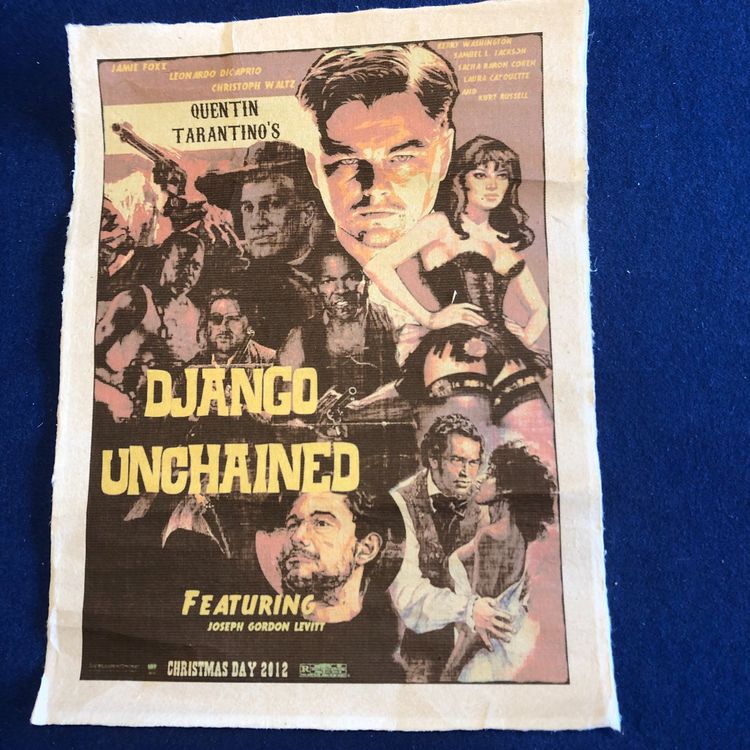 JAMIE FOXX
LEONARDO DICAPRIO
CHRISTOPH WALTZ
KERRY WASHINGTON
SAMUEL L. JACKSON
SACHA BARON COHEN
LAURA CAYOUETTE
AND
KURT RUSSELL
QUENTIN
TARANTINO'S
DJANGO
UNCHAINED
FEATURING
JOSEPH GORDON LEVITT
CHRISTMAS DAY 2012
R